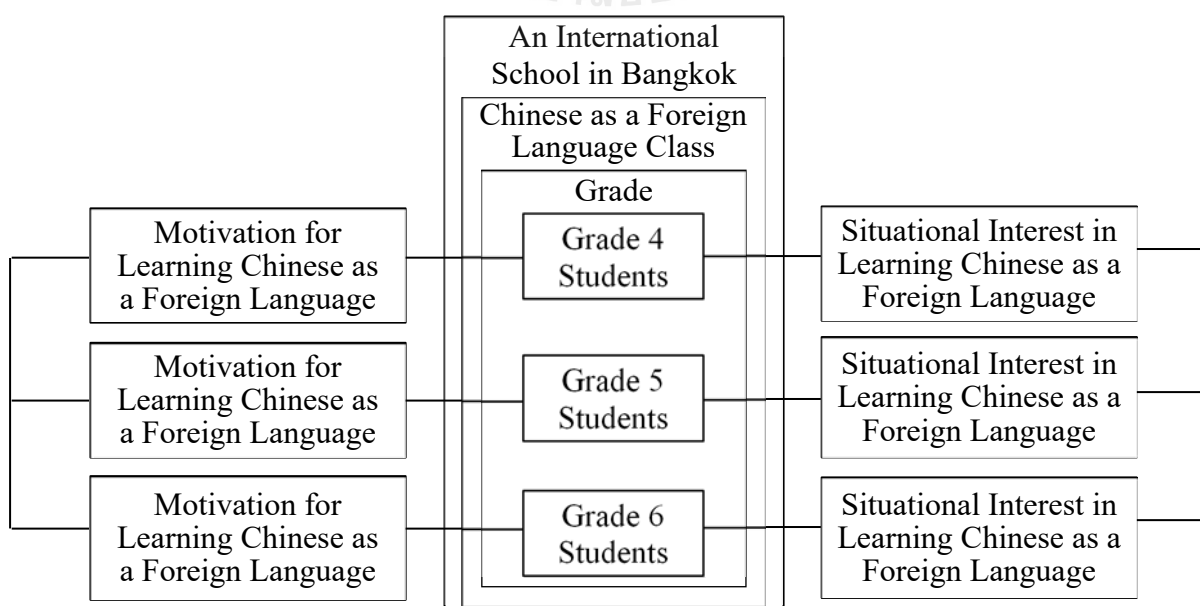 An International
School in Bangkok
Chinese as a Foreign
Language Class
Grade
Motivation for
Learning Chinese as
a Foreign Language
Grade 4
Students
Situational Interest in
Learning Chinese as a
Foreign Language
Motivation for
Learning Chinese as
a Foreign Language
Grade 5
Students
Situational Interest in
Learning Chinese as a
Foreign Language
Motivation for
Learning Chinese as
a Foreign Language
Grade 6
Students
Situational Interest in
Learning Chinese as a
Foreign Language